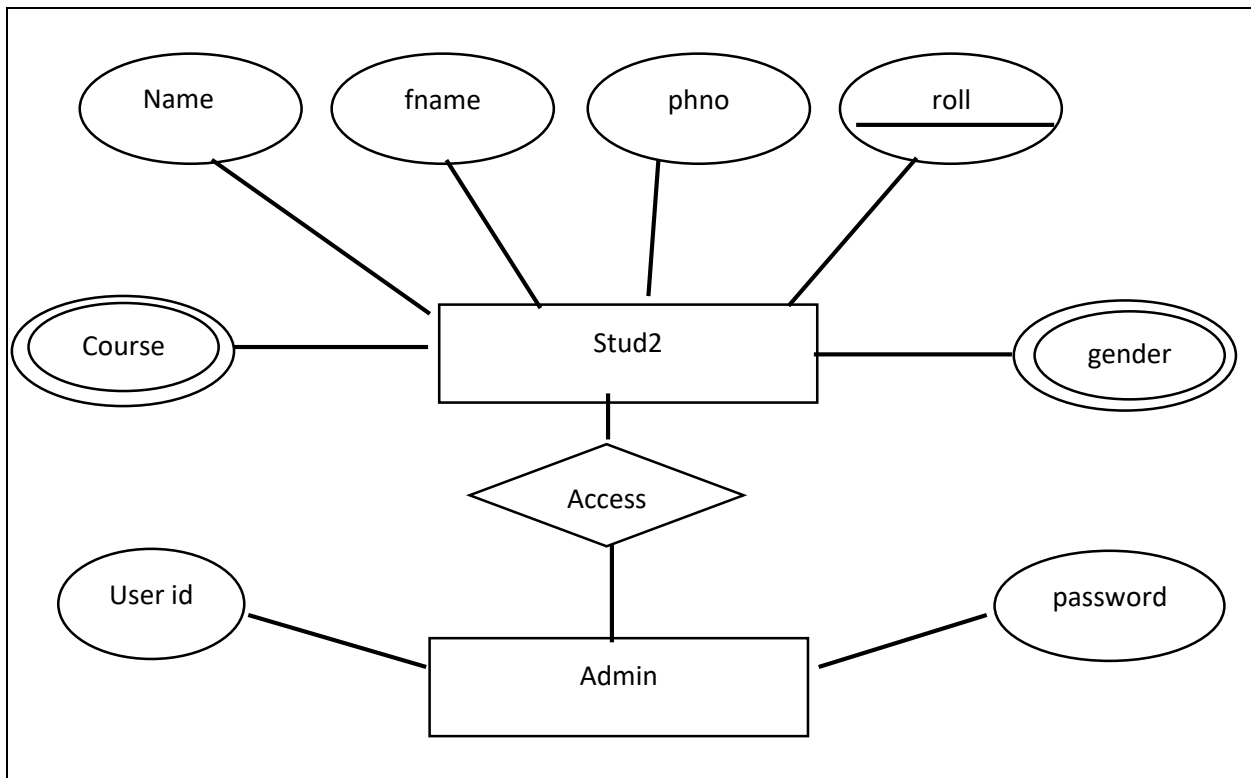 Name
fname
phno
roll
Course
Stud2
gender
Access
User id
password
Admin